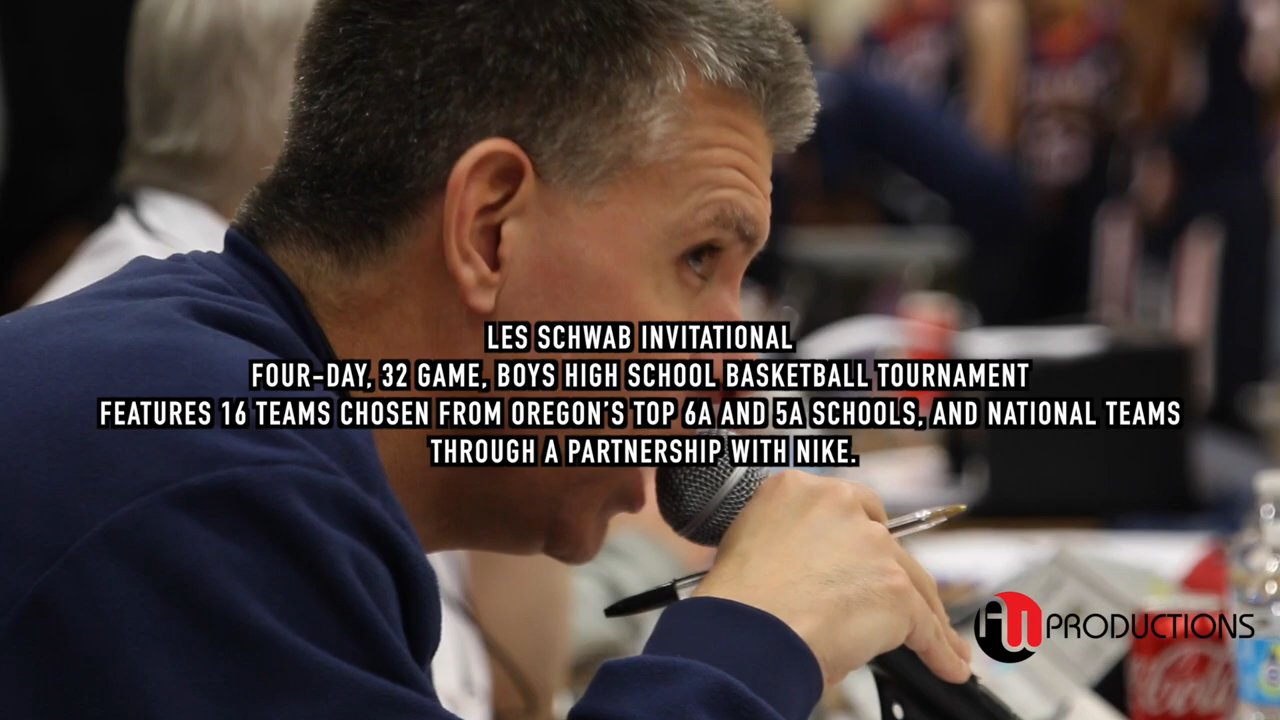 LES SCHWAB INVITATIONAL
FOUR-DAY, 32 GAME, BOYS HIGH SCHOOL BASKETBALL TOURNAMENT
FEATURES 16 TEAMS CHOSEN FROM OREGON'S TOP 6A AND 5A SCHOOLS, AND NATIONAL TEAMS
THROUGH A PARTNERSHIP WITH NIKE.
PRODUCTIONS